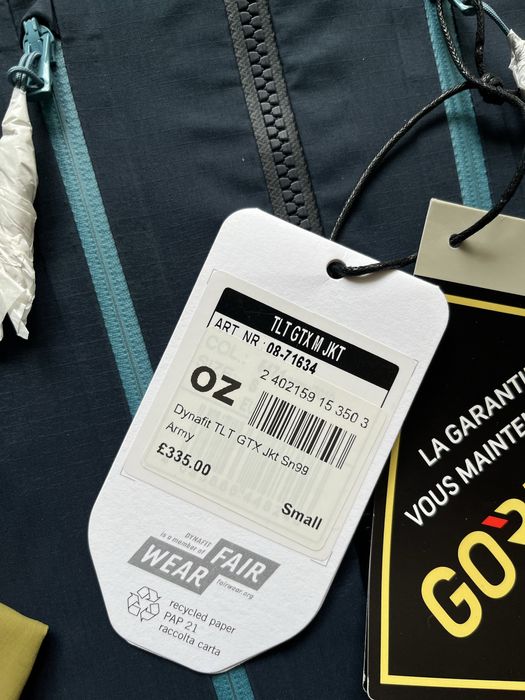 TLT GTX M JKT
ART NR: 08-71634
OZ
2 402159 15 350 3
Dynafit TLT GTX Jkt Sn99
Army
£335.00
Small
DYNAFIT
is a member of
FAIR
WEAR
fairwear.org
recycled paper
PAP 21
raccolta carta
LA GARANTI
VOUS MAINTE
GO